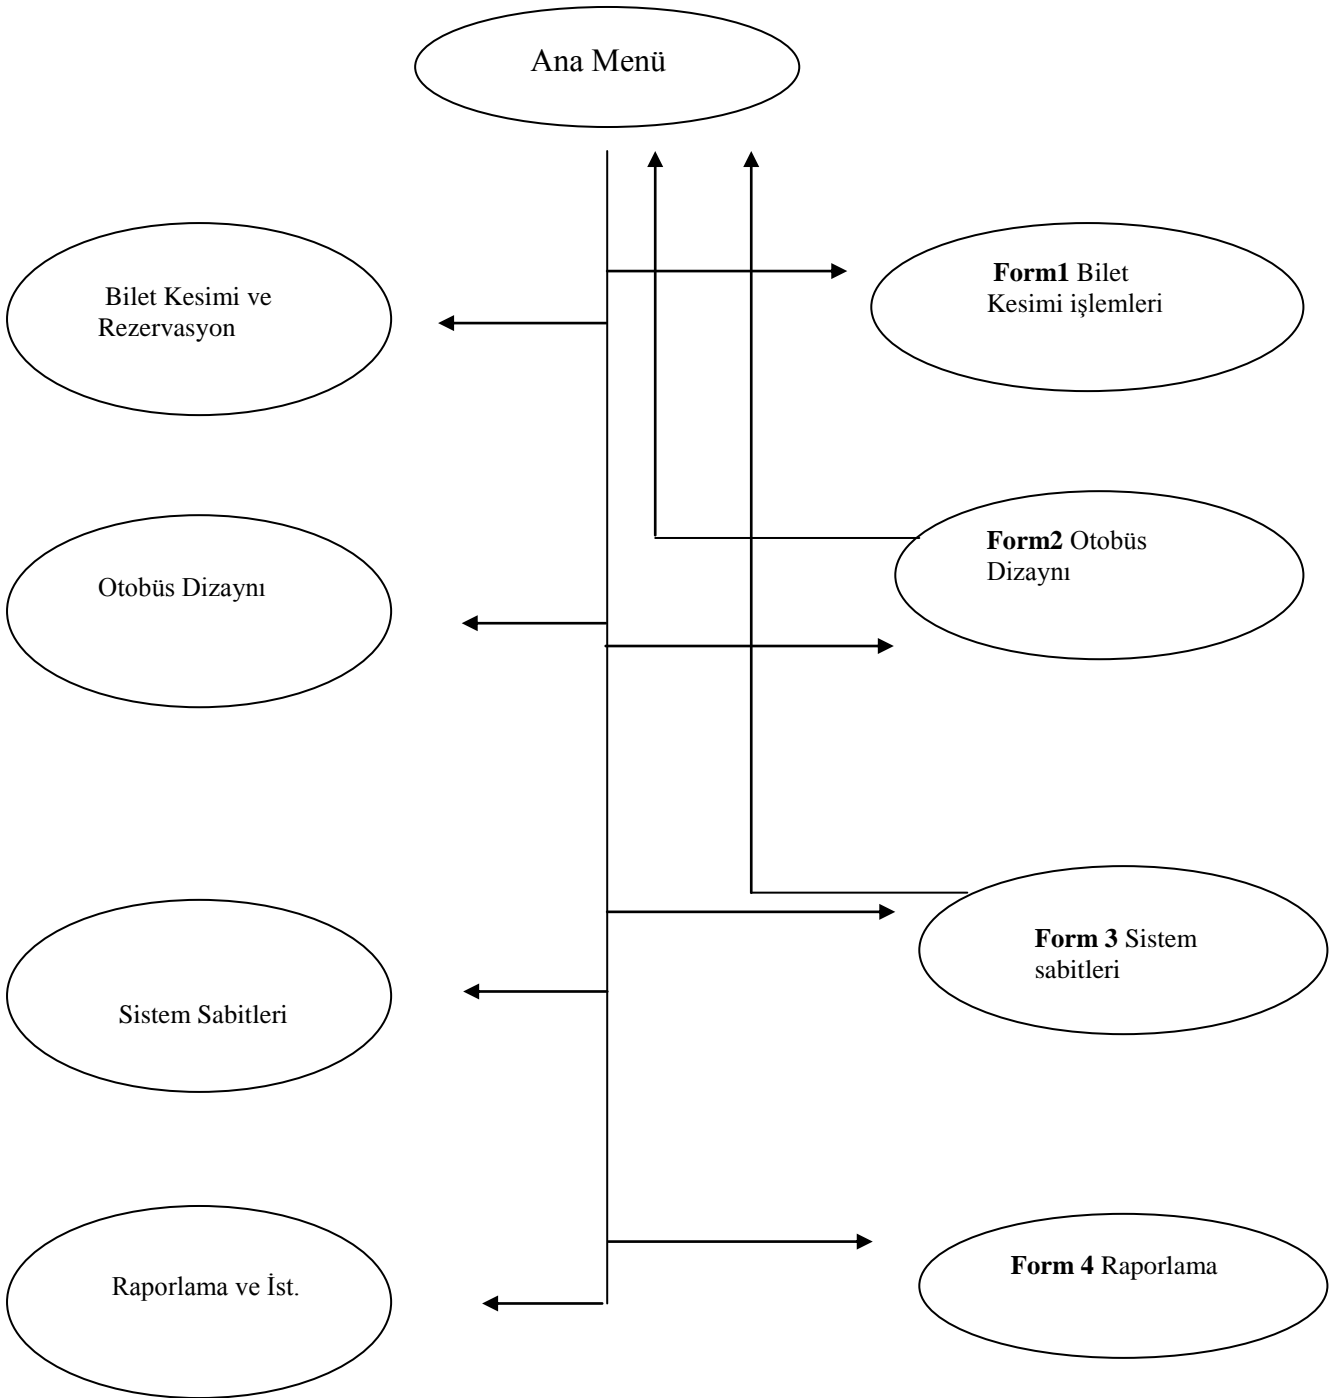 Ana Menü
Bilet Kesimi ve
Rezervasyon
Form1 Bilet
Kesimi işlemleri
Otobüs Dizaynı
Form2 Otobüs
Dizaynı
Sistem Sabitleri
Form 3 Sistem
sabitleri
Raporlama ve İst.
Form 4 Raporlama